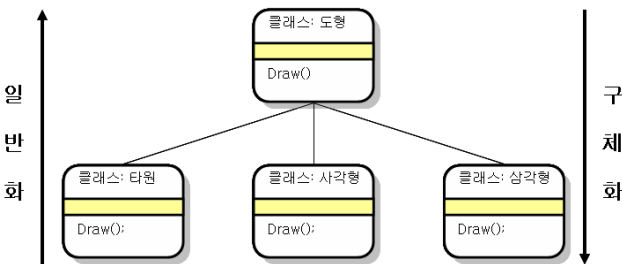 클래스: 도형
Draw()
일반화
구체화
클래스: 타원
Draw();
클래스: 사각형
Draw();
클래스: 삼각형
Draw();